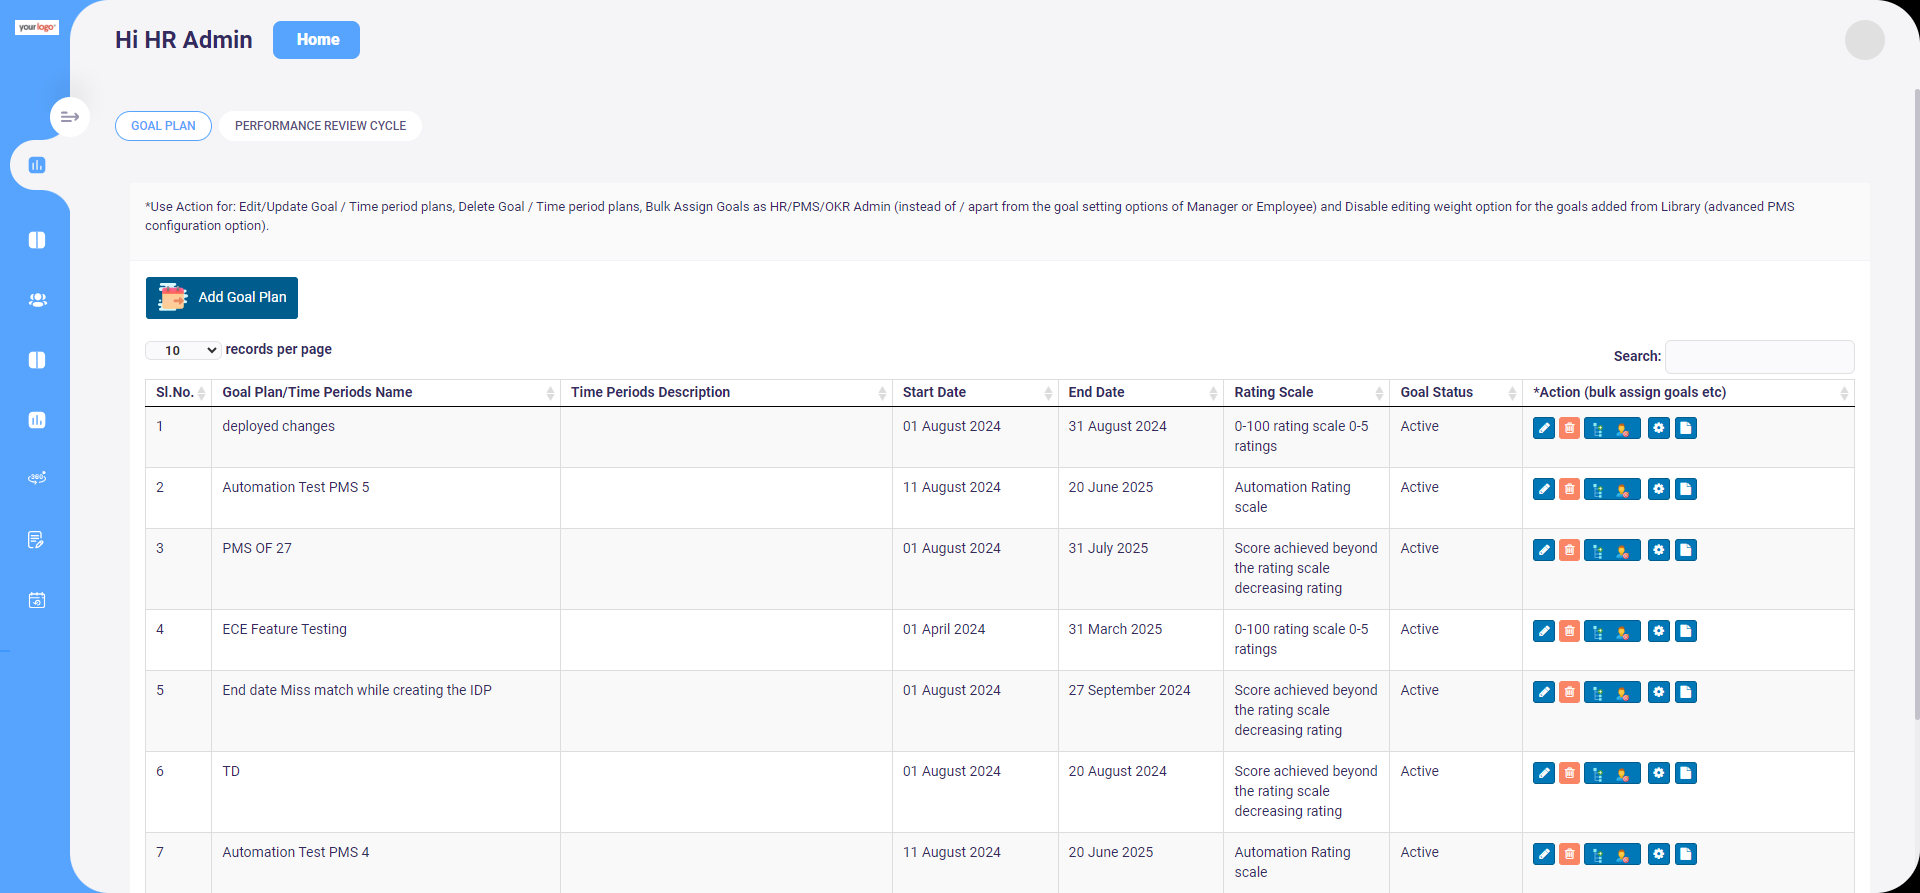 yourlogo
Hi HR Admin
Home
GOAL PLAN
PERFORMANCE REVIEW CYCLE
*Use Action for: Edit/Update Goal / Time period plans, Delete Goal / Time period plans, Bulk Assign Goals as HR/PMS/OKR Admin (instead of / apart from the goal setting options of Manager or Employee) and Disable editing weight option for the goals added from Library (advanced PMS
configuration option).
Add Goal Plan
10 records per page
Search:
Sl.No. Goal Plan/Time Periods Name Time Periods Description Start Date End Date Rating Scale Goal Status *Action (bulk assign goals etc)
1 deployed changes 01 August 2024 31 August 2024 0-100 rating scale 0-5 Active
ratings
2 Automation Test PMS 5 11 August 2024 20 June 2025 Automation Rating Active
scale
3 PMS OF 27 01 August 2024 31 July 2025 Score achieved beyond Active
the rating scale
decreasing rating
4 ECE Feature Testing 01 April 2024 31 March 2025 0-100 rating scale 0-5 Active
ratings
360
5 End date Miss match while creating the IDP 01 August 2024 27 September 2024 Score achieved beyond Active
the rating scale
decreasing rating
6 TD 01 August 2024 20 August 2024 Score achieved beyond Active
the rating scale
decreasing rating
7 Automation Test PMS 4 11 August 2024 20 June 2025 Automation Rating Active
scale